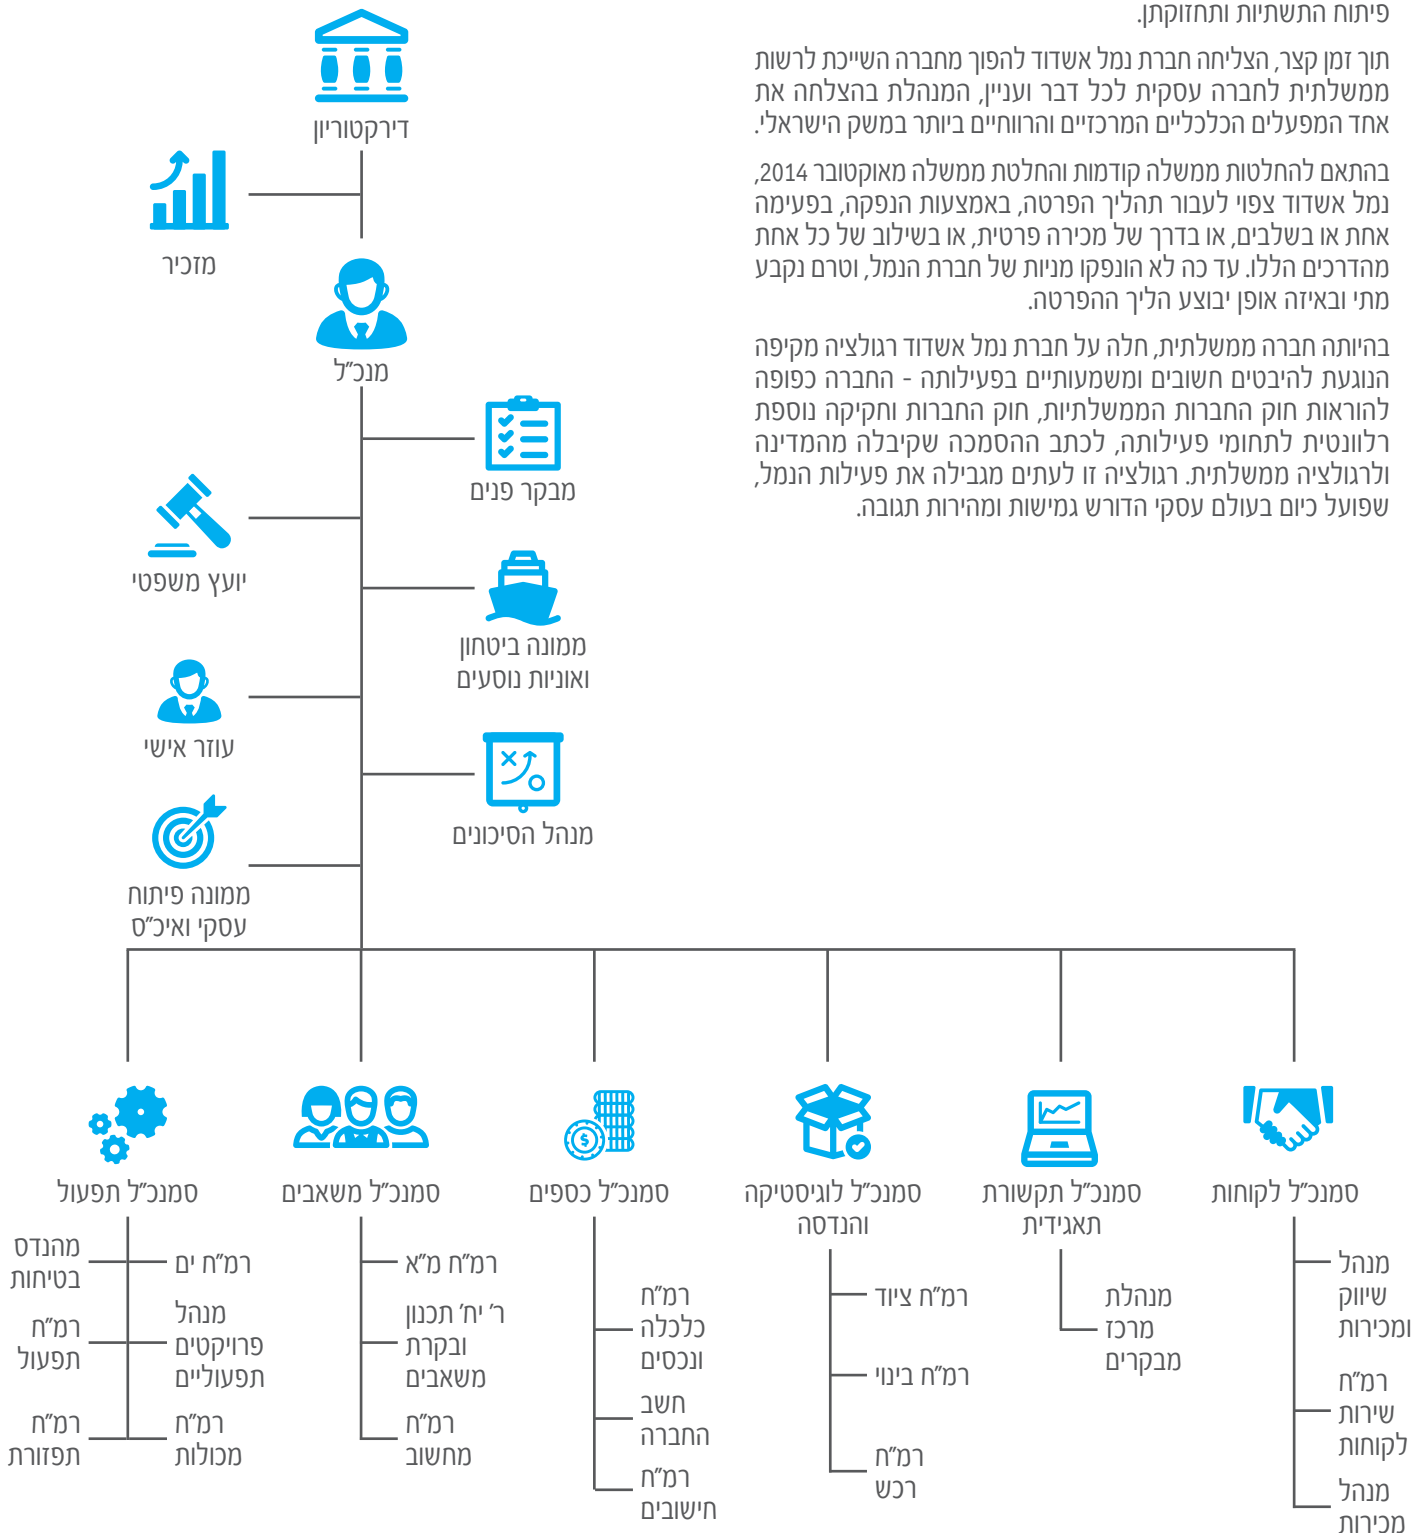 פיתוח התשתיות ותחזוקתן.
תוך זמן קצר, הצליחה חברת נמל אשדוד להפוך מחברה השייכת לרשות
ממשלתית לחברה עסקית לכל דבר ועניין, המנהלת בהצלחה את
אחד המפעלים הכלכליים המרכזיים והרווחיים ביותר במשק הישראלי.
בהתאם להחלטות ממשלה קודמות והחלטת ממשלה מאוקטובר 2014,
נמל אשדוד צפוי לעבור תהליך הפרטה, באמצעות הנפקה, בפעימה
אחת או בשלבים, או בדרך של מכירה פרטית, או בשילוב של כל אחת
מהדרכים הללו. עד כה לא הונפקו מניות של חברת הנמל, וטרם נקבע
מתי ובאיזה אופן יבוצע הליך ההפרטה.
בהיותה חברה ממשלתית, חלה על חברת נמל אשדוד רגולציה מקיפה
הנוגעת להיבטים חשובים ומשמעותיים בפעילותה - החברה כפופה
להוראות חוק החברות הממשלתיות, חוק החברות וחקיקה נוספת
רלוונטית לתחומי פעילותה, לכתב ההסמכה שקיבלה מהמדינה
ולרגולציה ממשלתית. רגולציה זו לעתים מגבילה את פעילות הנמל,
שפועל כיום בעולם עסקי הדורש גמישות ומהירות תגובה.
דירקטוריון
מזכיר
מנכ״ל
מבקר פנים
יועץ משפטי
ממונה ביטחון
ואוניות נוסעים
עוזר אישי
מנהל הסיכונים
ממונה פיתוח
עסקי ואיכ״ס
סמנכ״ל לקוחות
מנהל
שיווק
ומכירות
רמ״ח
שירות
לקוחות
מנהל
מכירות
סמנכ״ל תקשורת
תאגידית
מנהלת
מרכז
מבקרים
סמנכ״ל לוגיסטיקה
והנדסה
רמ״ח ציוד
רמ״ח בינוי
רמ״ח
רכש
סמנכ״ל כספים
רמ״ח
כלכלה
ונכסים
חשב
החברה
רמ״ח
חישובים
סמנכ״ל משאבים
רמ״ח מ״א
ר׳ יח׳ תכנון
ובקרת
משאבים
רמ״ח
מחשוב
סמנכ״ל תפעול
רמ״ח ים
מנהל
פרויקטים
תפעוליים
רמ״ח
מכולות
מהנדס
בטיחות
רמ״ח
תפעול
רמ״ח
תפזורת